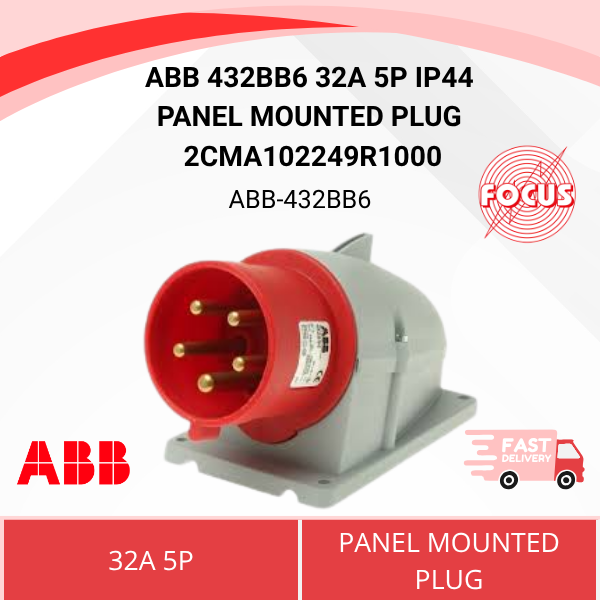 ABB 432BB6 32A 5P IP44
PANEL MOUNTED PLUG
2CMA102249R1000
ABB-432BB6
FOCUS
ABB
ABB
FAST
DELIVERY
32A 5P
PANEL MOUNTED
PLUG